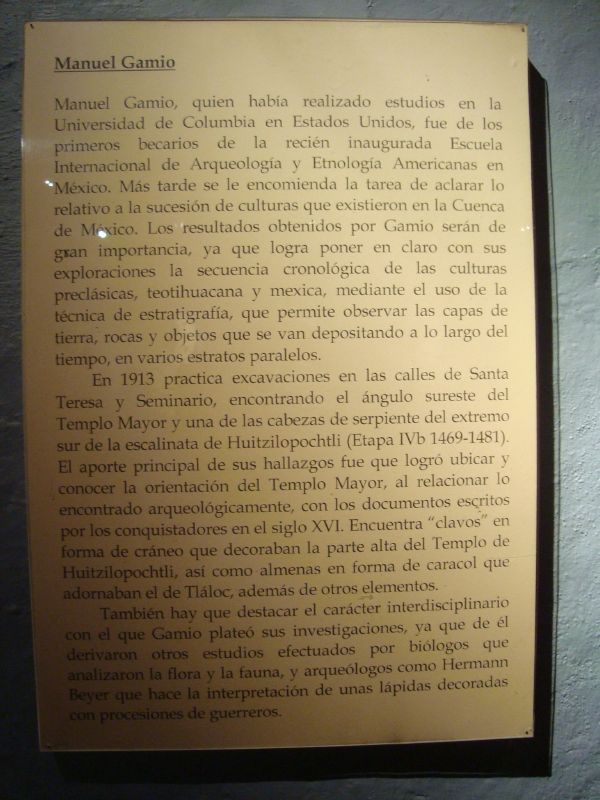 Manuel Gamio
Manuel Gamio, quien había realizado estudios en la
Universidad de Columbia en Estados Unidos, fue de los
primeros becarios de la recién inaugurada Escuela
Internacional de Arqueología y Etnología Americanas en
México. Más tarde se le encomienda la tarea de aclarar lo
relativo a la sucesión de culturas que existieron en la Cuenca
de México. Los resultados obtenidos por Gamio serán de
gran importancia, ya que logra poner en claro con sus
exploraciones la secuencia cronológica de las culturas
preclásicas, teotihuacana y mexica, mediante el uso de la
técnica de estratigrafía, que permite observar las capas de
tierra, rocas y objetos que se van depositando a lo largo del
tiempo, en varios estratos paralelos.
En 1913 practica excavaciones en las calles de Santa
Teresa y Seminario, encontrando el ángulo sureste del
Templo Mayor y una de las cabezas de serpiente del extremo
sur de la escalinata de Huitzilopochtli (Etapa IVb 1469-1481).
El aporte principal de sus hallazgos fue que logró ubicar y
conocer la orientación del Templo Mayor, al relacionar lo
encontrado arqueológicamente, con los documentos escritos
por los conquistadores en el siglo XVI. Encuentra “clavos” en
forma de cráneo que decoraban la parte alta del Templo de
Huitzilopochtli, así como almenas en forma de caracol que
adornaban el de Tláloc, además de otros elementos.
También hay que destacar el carácter interdisciplinario
con el que Gamio plateó sus investigaciones, ya que de él
derivaron otros estudios efectuados por biólogos que
analizaron la flora y la fauna, y arqueólogos como Hermann
Beyer que hace la interpretación de unas lápidas decoradas
con procesiones de guerreros.